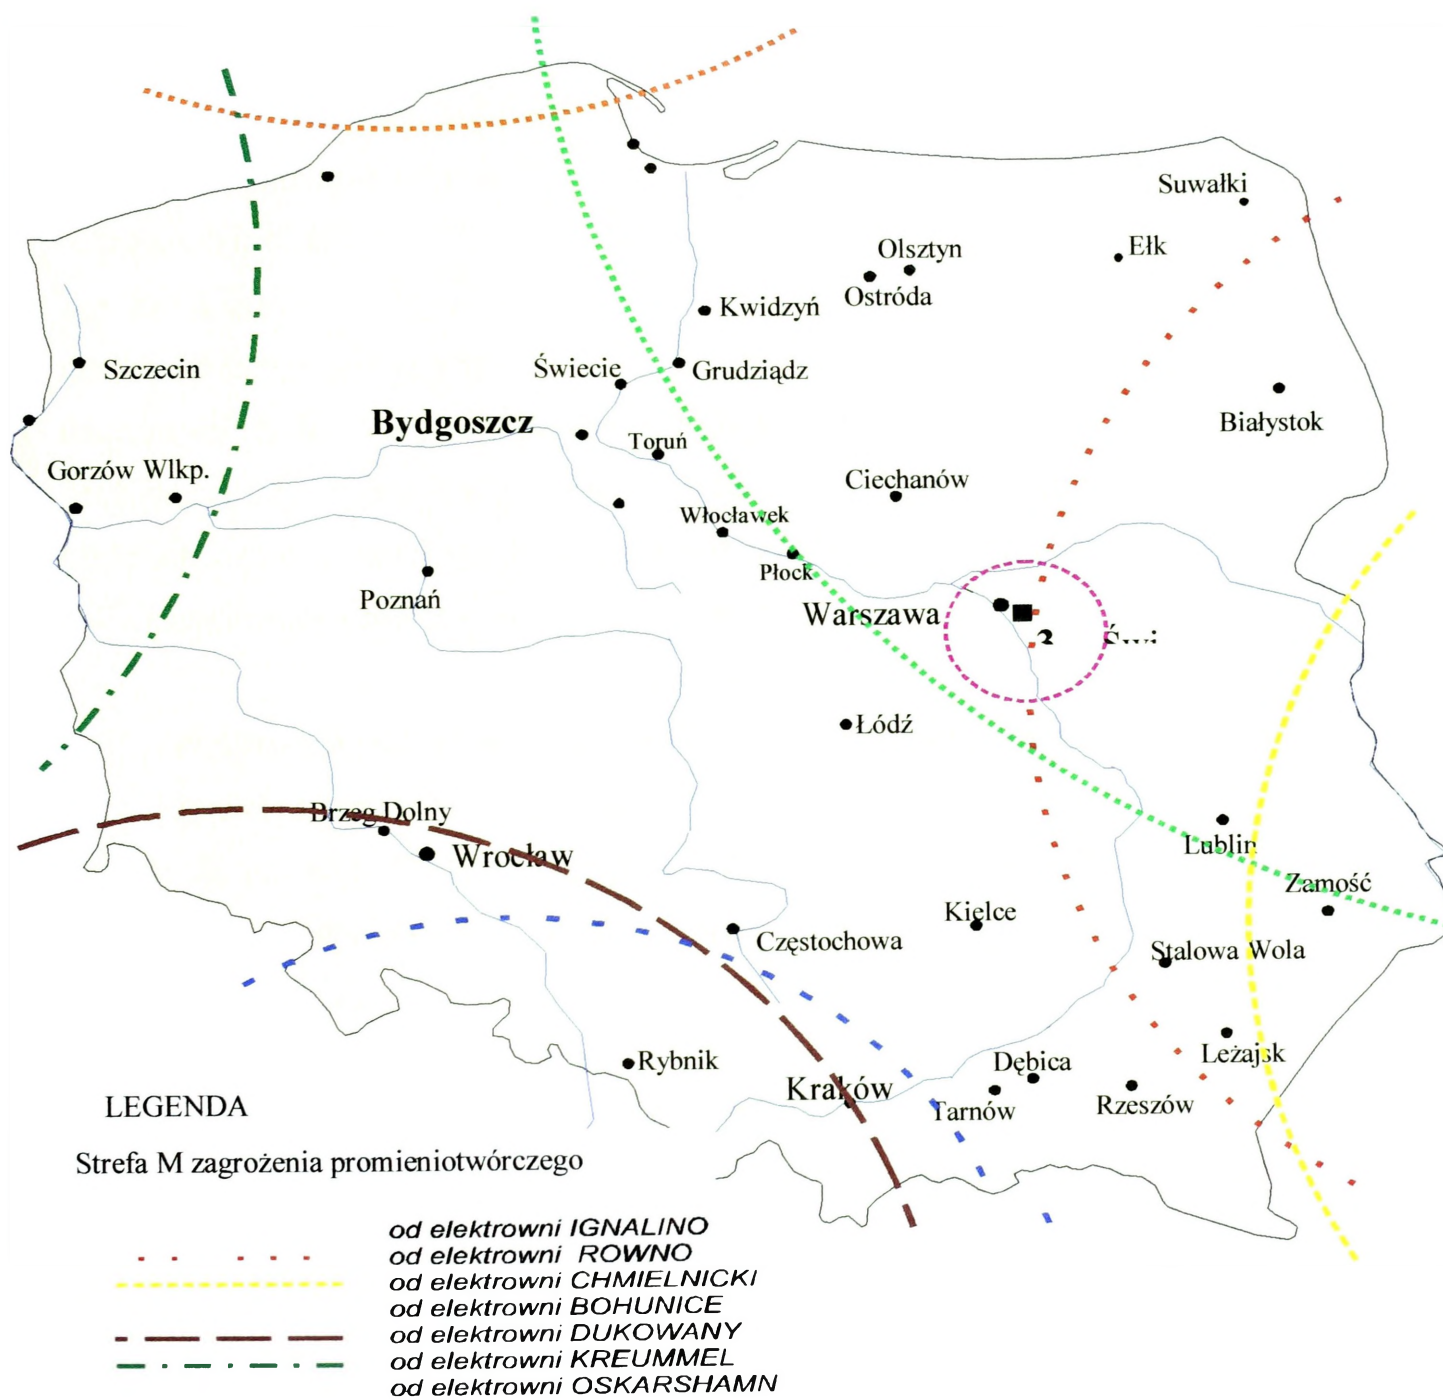 Suwałki
Olsztyn
Ełk
Ostróda
Kwidzyń
Szczecin
Świecie
Grudziądz
Białystok
Bydgoszcz
Toruń
Gorzów Wlkp.
Ciechanów
Włocławek
Płock
Poznań
Warszawa
Łódź
Brzeg Dolny
Wrocław
Lublin
Zamość
Kielce
Częstochowa
Stalowa Wola
Rybnik
Dębica
Leżajsk
Kraków
Tarnów
Rzeszów
LEGENDA
Strefa M zagrożenia promieniotwórczego
od elektrowni IGNALINO
od elektrowni ROWNO
od elektrowni CHMIELNICKI
od elektrowni BOHUNICE
od elektrowni DUKOWANY
od elektrowni KREUMMEL
od elektrowni OSKARSHAMN